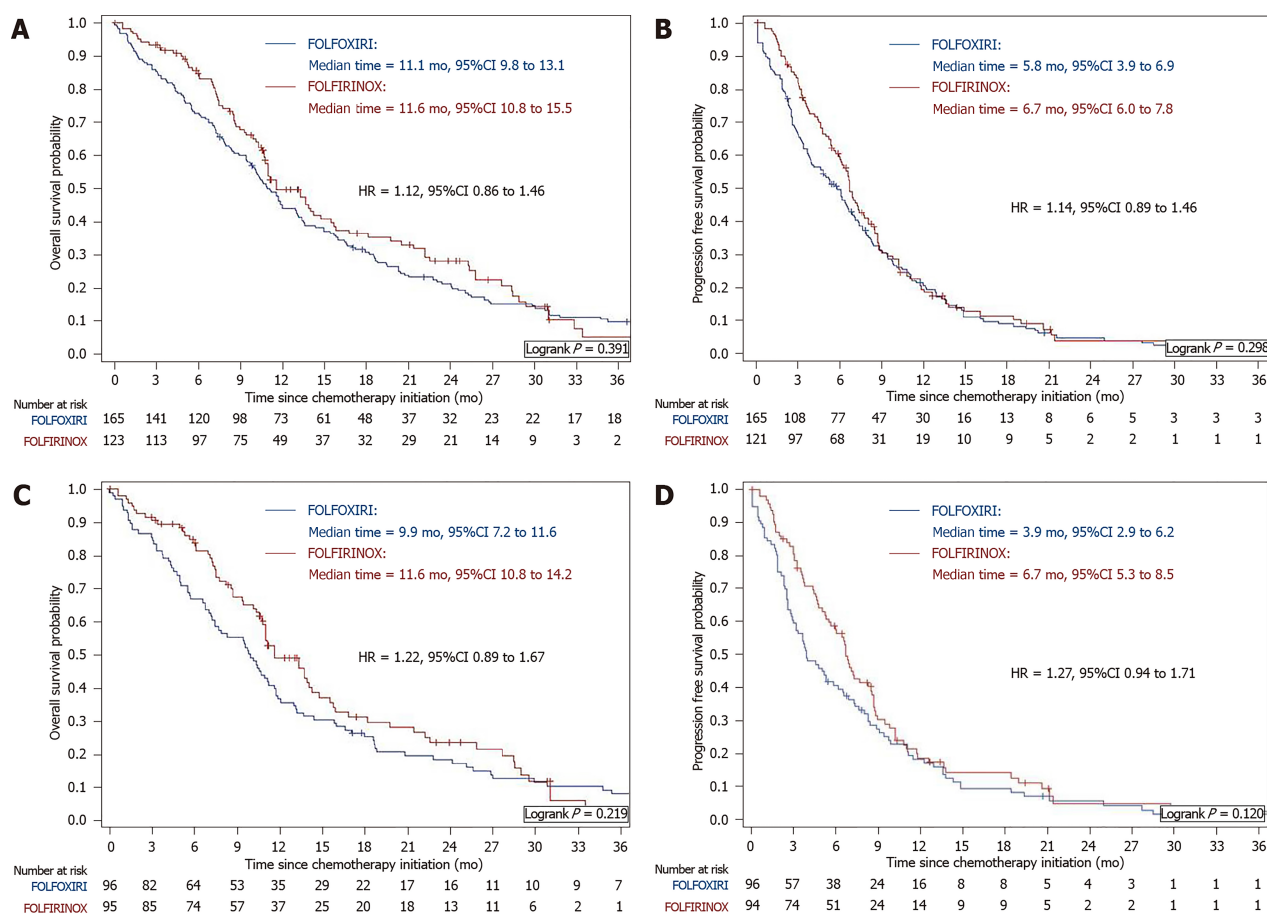 A
1.0
0.9
0.8
0.7
0.6
0.5
0.4
0.3
0.2
0.1
0.0
Overall survival probability
FOLFOXIRI:
Median time = 11.1 mo, 95%CI 9.8 to 13.1
FOLFIRINOX:
Median time = 11.6 mo, 95%CI 10.8 to 15.5
HR = 1.12, 95%CI 0.86 to 1.46
Logrank P = 0.391
0 3 6 9 12 15 18 21 24 27 30 33 36
Time since chemotherapy initiation (mo)
Number at risk
FOLFOXIRI 165 141 120 98 73 61 48 37 32 23 22 17 18
FOLFIRINOX 123 113 97 75 49 37 32 29 21 14 9 3 2
B
1.0
0.9
0.8
0.7
0.6
0.5
0.4
0.3
0.2
0.1
0.0
Progression free survival probability
FOLFOXIRI:
Median time = 5.8 mo, 95%CI 3.9 to 6.9
FOLFIRINOX:
Median time = 6.7 mo, 95%CI 6.0 to 7.8
HR = 1.14, 95%CI 0.89 to 1.46
Logrank P = 0.298
0 3 6 9 12 15 18 21 24 27 30 33 36
Time since chemotherapy initiation (mo)
Number at risk
FOLFOXIRI 165 108 77 47 30 16 13 8 6 5 3 3 3
FOLFIRINOX 121 97 68 31 19 10 9 5 2 2 1 1 1
C
1.0
0.9
0.8
0.7
0.6
0.5
0.4
0.3
0.2
0.1
0.0
Overall survival probability
FOLFOXIRI:
Median time = 9.9 mo, 95%CI 7.2 to 11.6
FOLFIRINOX:
Median time = 11.6 mo, 95%CI 10.8 to 14.2
HR = 1.22, 95%CI 0.89 to 1.67
Logrank P = 0.219
0 3 6 9 12 15 18 21 24 27 30 33 36
Time since chemotherapy initiation (mo)
Number at risk
FOLFOXIRI 96 82 64 53 35 29 22 17 16 11 10 9 7
FOLFIRINOX 95 85 74 57 37 25 20 18 13 11 6 2 1
D
1.0
0.9
0.8
0.7
0.6
0.5
0.4
0.3
0.2
0.1
0.0
Progression free survival probability
FOLFOXIRI:
Median time = 3.9 mo, 95%CI 2.9 to 6.2
FOLFIRINOX:
Median time = 6.7 mo, 95%CI 5.3 to 8.5
HR = 1.27, 95%CI 0.94 to 1.71
Logrank P = 0.120
0 3 6 9 12 15 18 21 24 27 30 33 36
Time since chemotherapy initiation (mo)
Number at risk
FOLFOXIRI 96 57 38 24 16 8 8 5 4 3 1 1 1
FOLFIRINOX 94 74 51 24 14 9 9 5 2 2 1 1 1